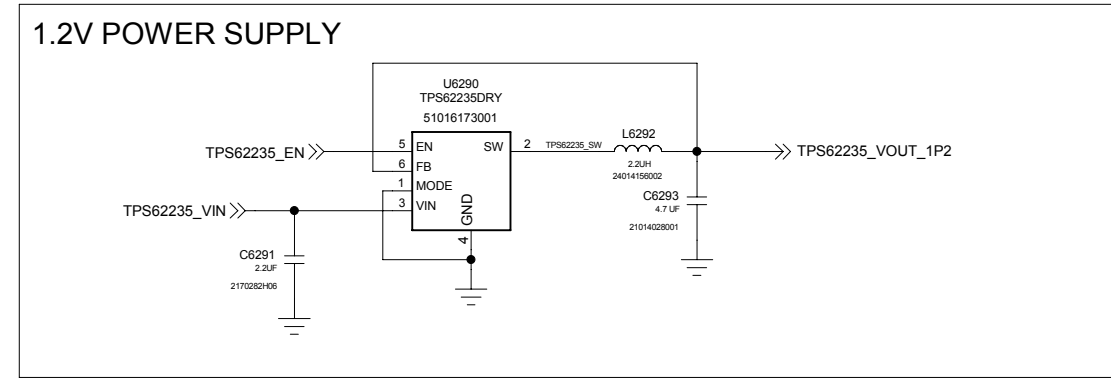 1.2V POWER SUPPLY
U6290
TPS62235DRY
51016173001
TPS62235_EN
5
EN
SW
2
TPS62235_SW
L6292
2.2UH
24014156002
TPS62235_VOUT_1P2
6
FB
1
MODE
TPS62235_VIN
3
VIN
GND
4
C6293
4.7 UF
21014028001
C6291
2.2UF
2170282H06